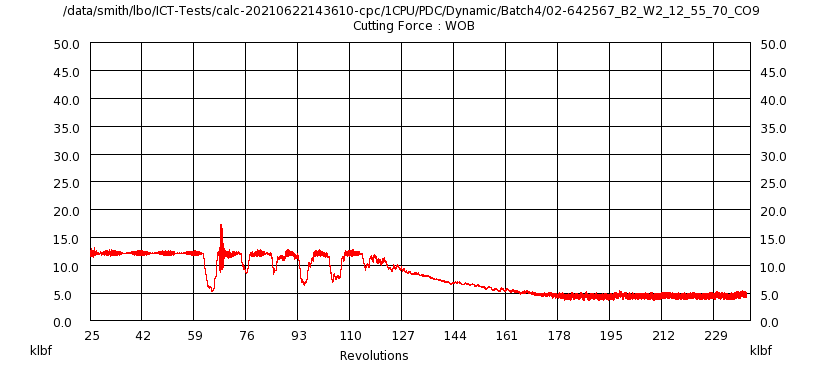 /data/smith/lbo/ICT-Tests/calc-20210622143610-cpc/1CPU/PDC/Dynamic/Batch4/02-642567_B2_W2_12_55_70_CO9
Cutting Force : WOB
50.0 50.0
45.0 45.0
40.0 40.0
35.0 35.0
30.0 30.0
25.0 25.0
20.0 20.0
15.0 15.0
10.0 10.0
5.0 5.0
0.0 0.0
25 42 59 76 93 110 127 144 161 178 195 212 229
klbf klbf
Revolutions